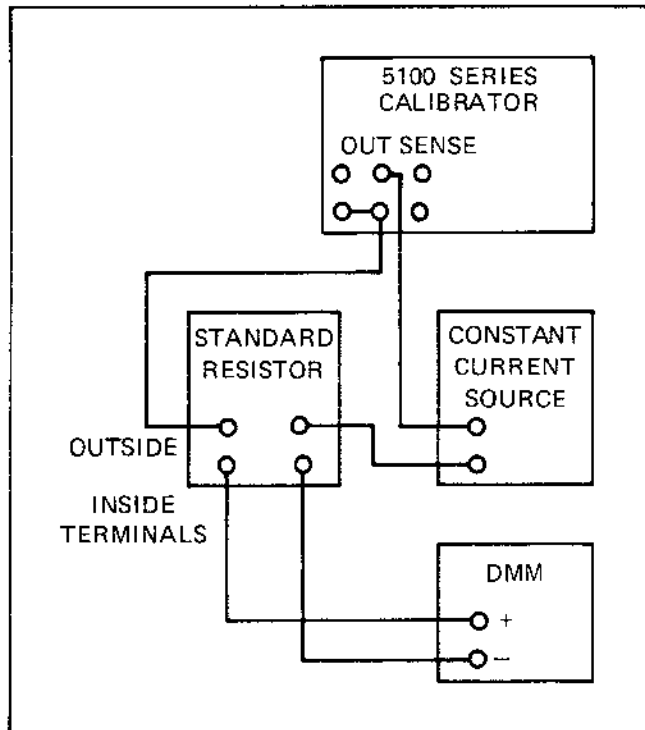 5100 SERIES
CALIBRATOR
OUT SENSE
STANDARD
RESISTOR
CONSTANT
CURRENT
SOURCE
OUTSIDE
INSIDE
TERMINALS
DMM
+
−